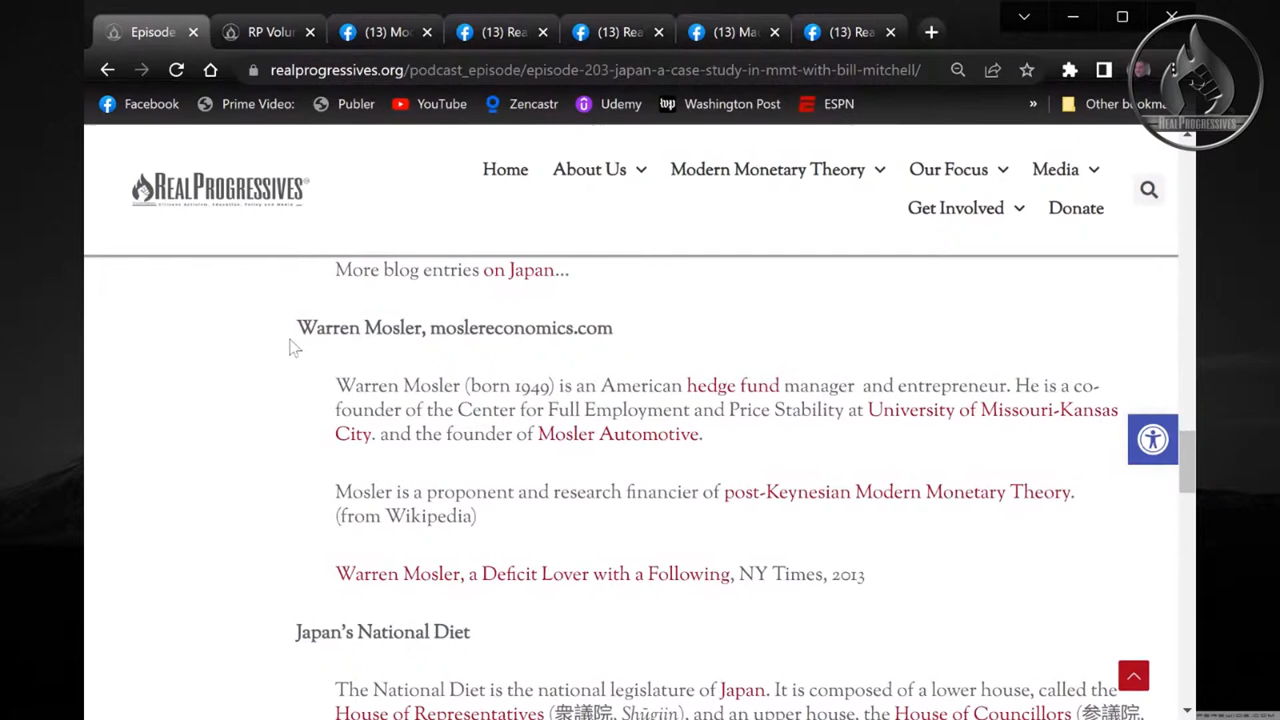 Episode
RP Volu
(13) Mo
(13) Rea
(13) Rea
(13) Ma
(13) Rea
realprogressives.org/podcast_episode/episode-203-japan-a-case-study-in-mmt-with-bill-mitchell/
Facebook
Prime Video:
Publer
YouTube
Zencastr
Udemy
Washington Post
ESPN
»
Other bookma
REALPROGRESSIVES
REALPROGRESSIVES
Home
About Us
Modern Monetary Theory
Our Focus
Media
Get Involved
Donate
More blog entries on Japan…
Warren Mosler, moslereconomics.com
Warren Mosler (born 1949) is an American hedge fund manager and entrepreneur. He is a co-
founder of the Center for Full Employment and Price Stability at University of Missouri-Kansas
City. and the founder of Mosler Automotive.
Mosler is a proponent and research financier of post-Keynesian Modern Monetary Theory.
(from Wikipedia)
Warren Mosler, a Deficit Lover with a Following, NY Times, 2013
Japan's National Diet
The National Diet is the national legislature of Japan. It is composed of a lower house, called the
House of Representatives (衆議院, Shūgiin), and an upper house, the House of Councillors (参議院,